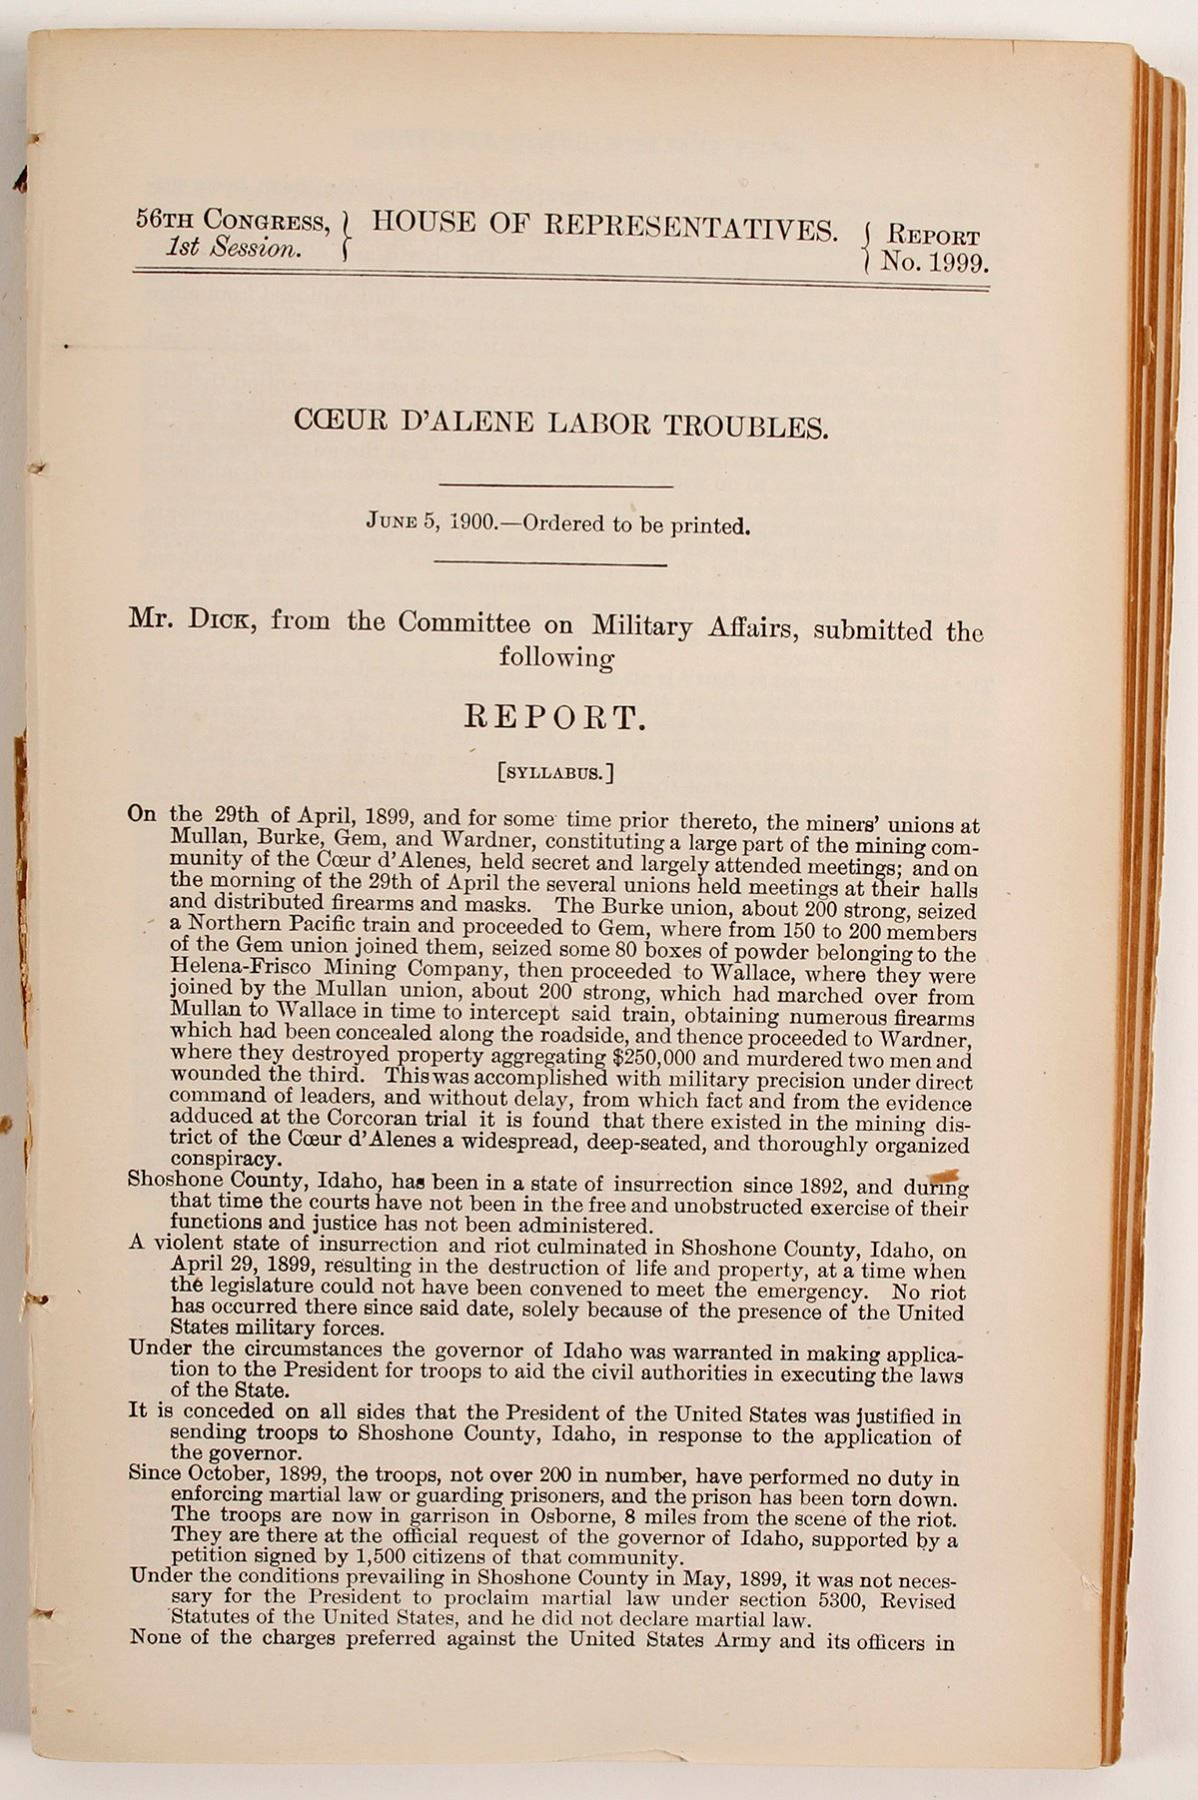 56TH CONGRESS,
1st Session.
HOUSE OF REPRESENTATIVES.
REPORT
No. 1999.
CŒUR D'ALENE LABOR TROUBLES.
JUNE 5, 1900.—Ordered to be printed.
Mr. DICK, from the Committee on Military Affairs, submitted the
following
REPORT.
[SYLLABUS.]
On the 29th of April, 1899, and for some time prior thereto, the miners' unions at
Mullan, Burke, Gem, and Wardner, constituting a large part of the mining com-
munity of the Cœur d'Alenes, held secret and largely attended meetings; and on
the morning of the 29th of April the several unions held meetings at their halls
and distributed firearms and masks. The Burke union, about 200 strong, seized
a Northern Pacific train and proceeded to Gem, where from 150 to 200 members
of the Gem union joined them, seized some 80 boxes of powder belonging to the
Helena-Frisco Mining Company, then proceeded to Wallace, where they were
joined by the Mullan union, about 200 strong, which had marched over from
Mullan to Wallace in time to intercept said train, obtaining numerous firearms
which had been concealed along the roadside, and thence proceeded to Wardner,
where they destroyed property aggregating $250,000 and murdered two men and
wounded the third. This was accomplished with military precision under direct
command of leaders, and without delay, from which fact and from the evidence
adduced at the Corcoran trial it is found that there existed in the mining dis-
trict of the Cœur d'Alenes a widespread, deep-seated, and thoroughly organized
conspiracy.
Shoshone County, Idaho, has been in a state of insurrection since 1892, and during
that time the courts have not been in the free and unobstructed exercise of their
functions and justice has not been administered.
A violent state of insurrection and riot culminated in Shoshone County, Idaho, on
April 29, 1899, resulting in the destruction of life and property, at a time when
the legislature could not have been convened to meet the emergency. No riot
has occurred there since said date, solely because of the presence of the United
States military forces.
Under the circumstances the governor of Idaho was warranted in making applica-
tion to the President for troops to aid the civil authorities in executing the laws
of the State.
It is conceded on all sides that the President of the United States was justified in
sending troops to Shoshone County, Idaho, in response to the application of
the governor.
Since October, 1899, the troops, not over 200 in number, have performed no duty in
enforcing martial law or guarding prisoners, and the prison has been torn down.
The troops are now in garrison in Osborne, 8 miles from the scene of the riot.
They are there at the official request of the governor of Idaho, supported by a
petition signed by 1,500 citizens of that community.
Under the conditions prevailing in Shoshone County in May, 1899, it was not neces-
sary for the President to proclaim martial law under section 5300, Revised
Statutes of the United States, and he did not declare martial law.
None of the charges preferred against the United States Army and its officers in